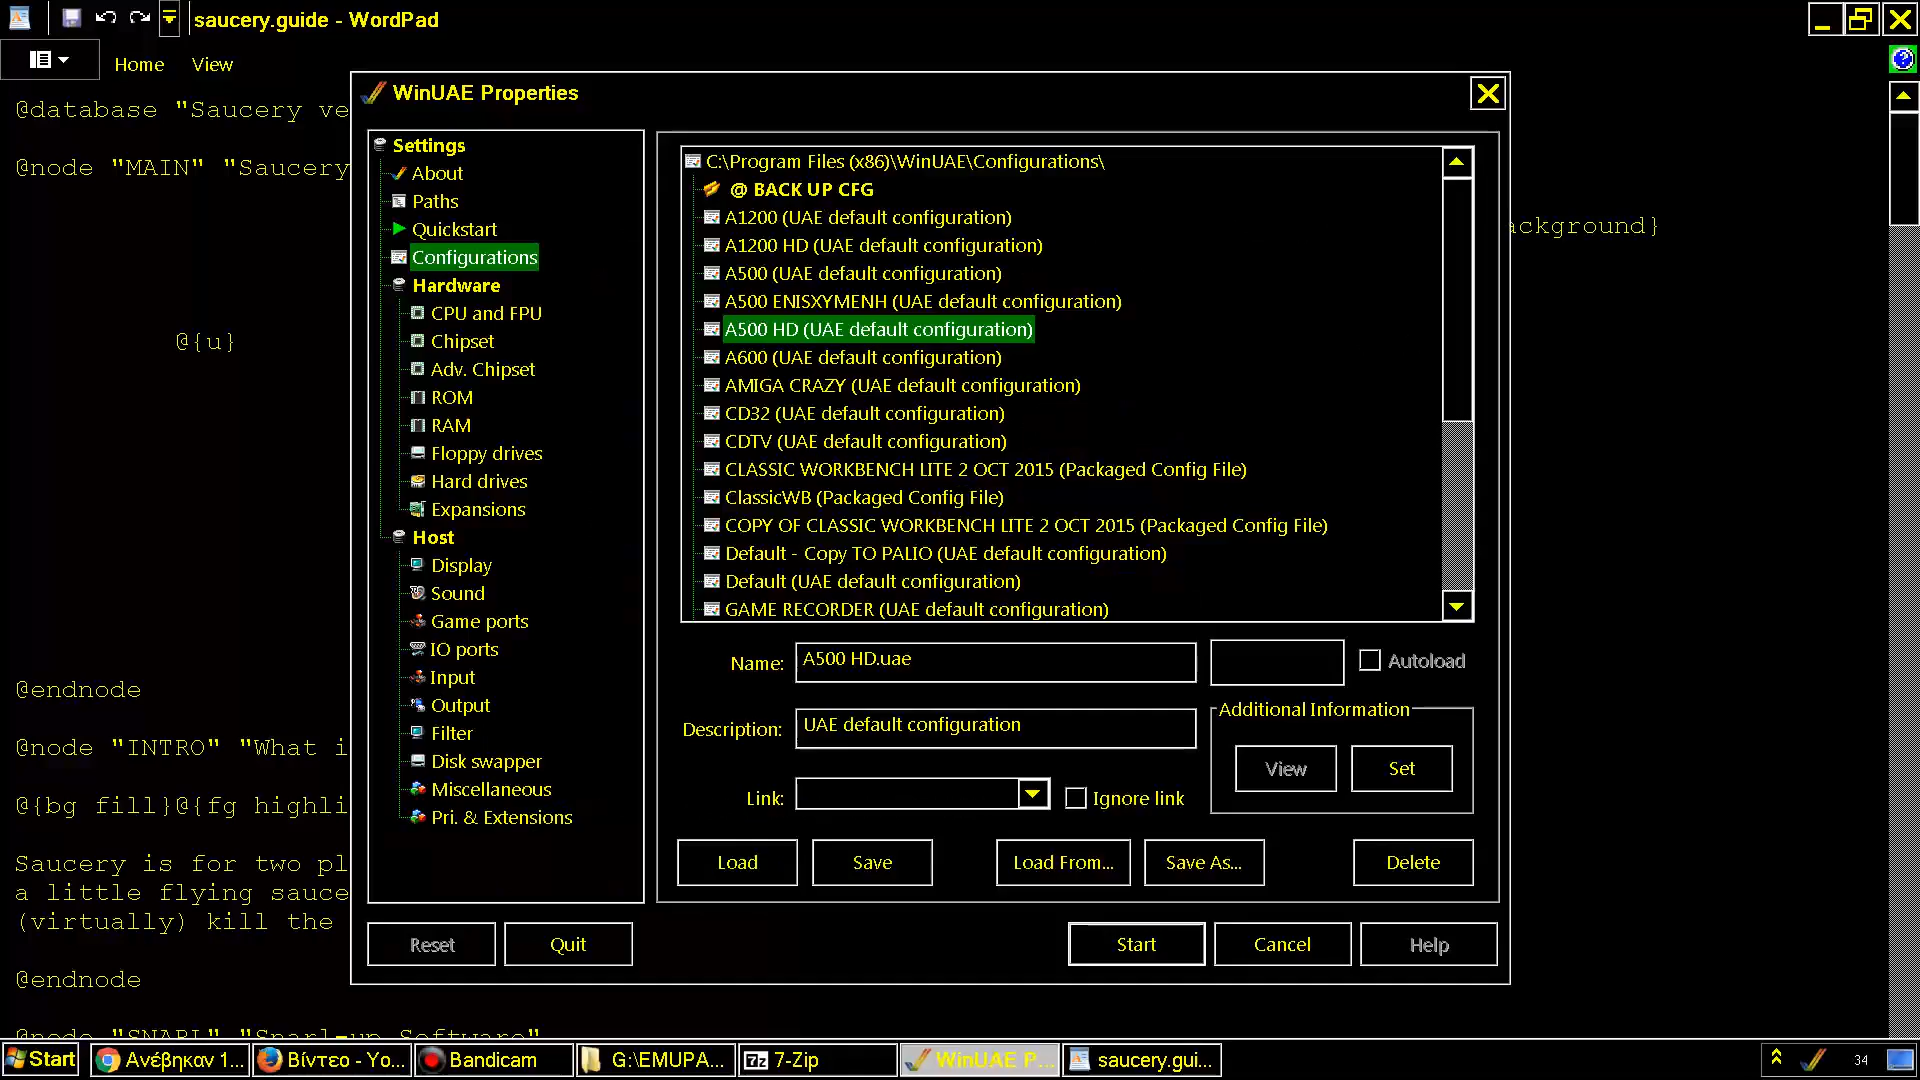 saucery.guide - WordPad
Home View
@database "Saucery ve
@node "MAIN" "Saucery
ackground}
@{u}
@endnode
@node "INTRO" "What i
@{bg fill}@{fg highli
Saucery is for two pl
a little flying sauce
(virtually) kill the
@endnode
@node "SNARL" "Snarl-up Software"
WinUAE Properties
Settings
About
Paths
Quickstart
Configurations
Hardware
CPU and FPU
Chipset
Adv. Chipset
ROM
RAM
Floppy drives
Hard drives
Expansions
Host
Display
Sound
Game ports
IO ports
Input
Output
Filter
Disk swapper
Miscellaneous
Pri. & Extensions
C:\Program Files (x86)\WinUAE\Configurations\
@ BACK UP CFG
A1200 (UAE default configuration)
A1200 HD (UAE default configuration)
A500 (UAE default configuration)
A500 ENISXYMENH (UAE default configuration)
A500 HD (UAE default configuration)
A600 (UAE default configuration)
AMIGA CRAZY (UAE default configuration)
CD32 (UAE default configuration)
CDTV (UAE default configuration)
CLASSIC WORKBENCH LITE 2 OCT 2015 (Packaged Config File)
ClassicWB (Packaged Config File)
COPY OF CLASSIC WORKBENCH LITE 2 OCT 2015 (Packaged Config File)
Default - Copy TO PALIO (UAE default configuration)
Default (UAE default configuration)
GAME RECORDER (UAE default configuration)
Name: A500 HD.uae Autoload
Description: UAE default configuration
Additional Information
View Set
Link: Ignore link
Load Save Load From... Save As... Delete
Reset Quit Start Cancel Help
Start Ανέβηκαν 1... Βίντεο - Yo... Bandicam G:\EMUPA... 7-Zip WinUAE P... saucery.gui... 34